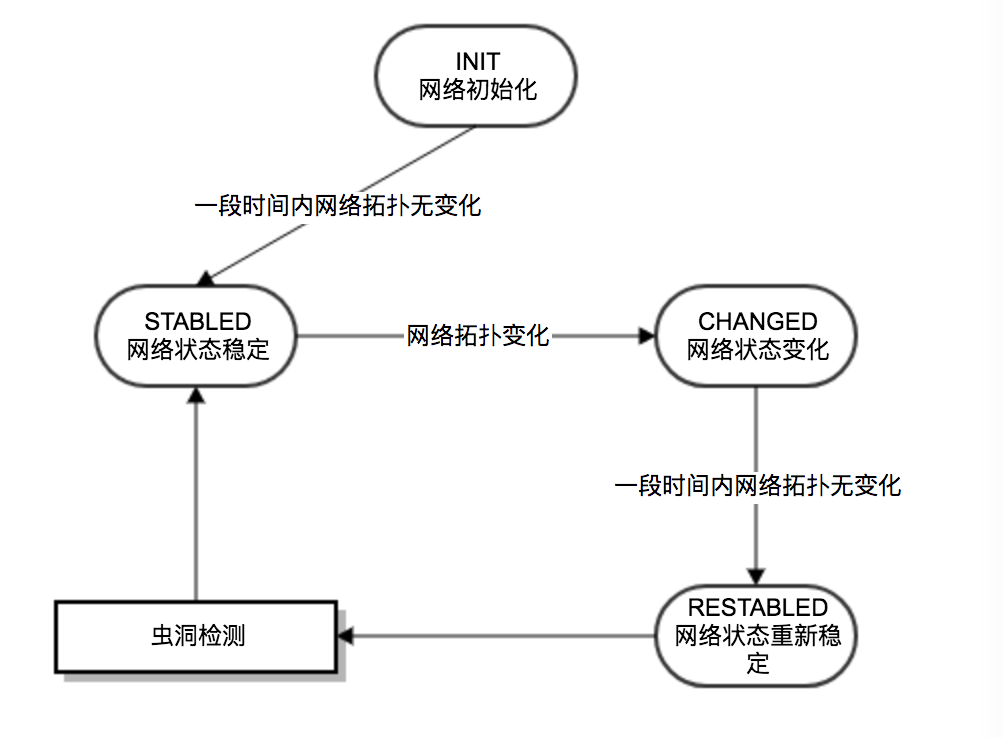 INIT
网络初始化
一段时间内网络拓扑无变化
STABLED
网络状态稳定
网络拓扑变化
CHANGED
网络状态变化
一段时间内网络拓扑无变化
RESTABLED
网络状态重新稳
定
虫洞检测